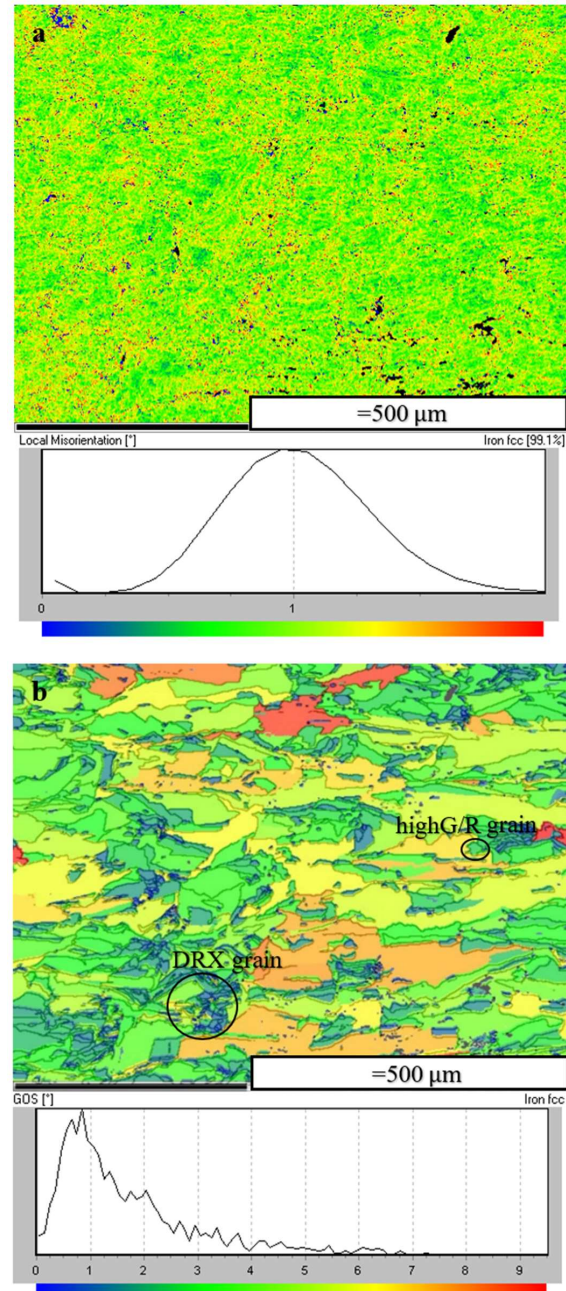 a
=500 μm
Local Misorientation [°] Iron fcc [99.1%]
0 1
b
highG/R grain
DRX grain
=500 μm
GOS [°] Iron fcc
0 1 2 3 4 5 6 7 8 9